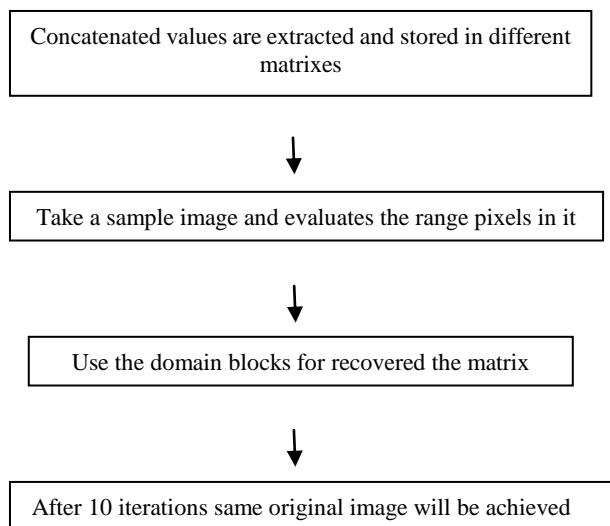 Concatenated values are extracted and stored in different
matrixes
Take a sample image and evaluates the range pixels in it
Use the domain blocks for recovered the matrix
After 10 iterations same original image will be achieved